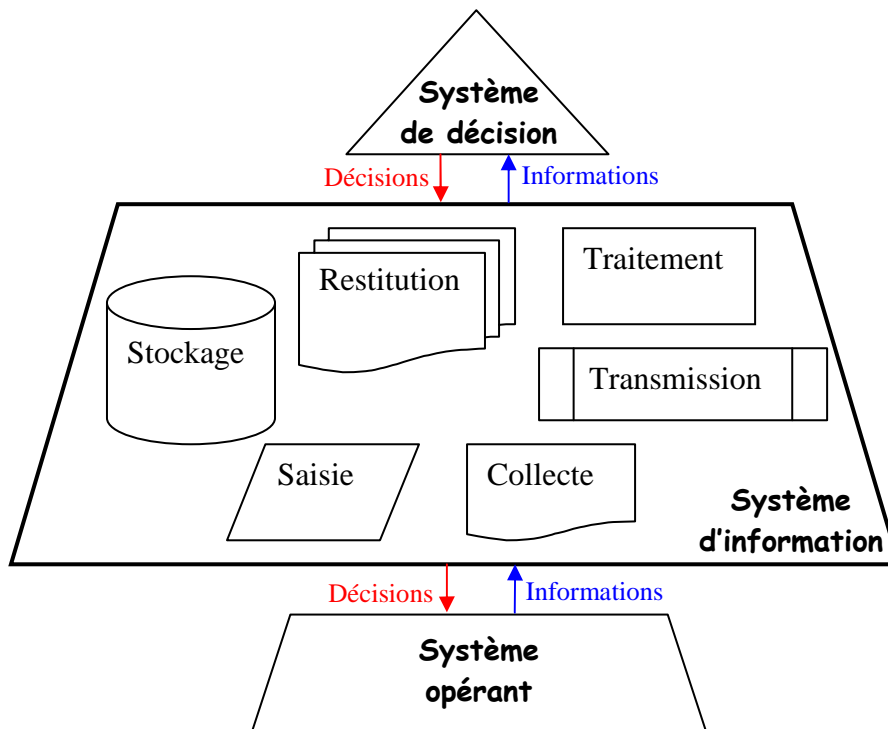 Système
de décision
Décisions
Informations
Restitution
Traitement
Stockage
Transmission
Saisie
Collecte
Système
d'information
Décisions
Informations
Système
opérant